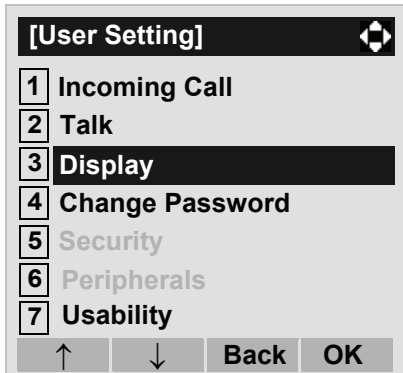 [User Setting]
1 Incoming Call
2 Talk
3 Display
4 Change Password
5 Security
6 Peripherals
7 Usability
↑ ↓ Back OK